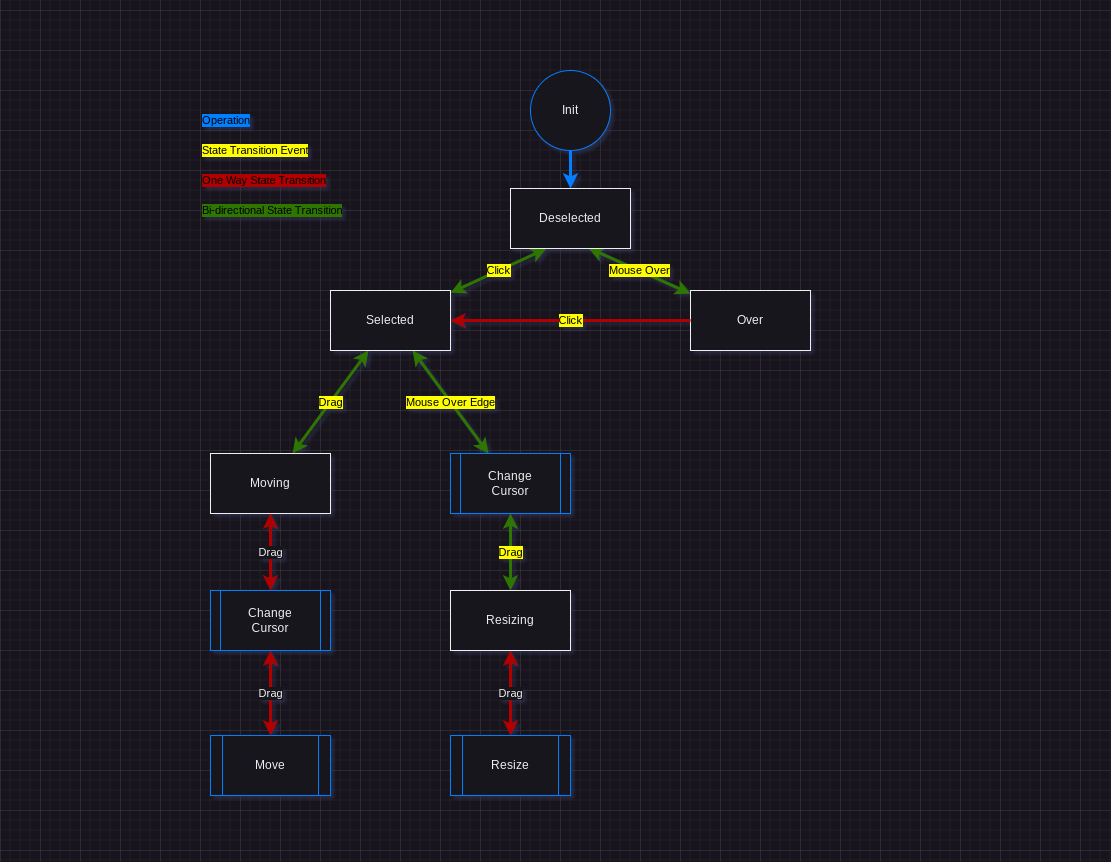 Init
Operation
State Transition Event
One Way State Transition
Bi-directional State Transition
Deselected
Click
Mouse Over
Selected
Click
Over
Drag
Mouse Over Edge
Moving
Change
Cursor
Drag
Drag
Change
Cursor
Resizing
Drag
Drag
Move
Resize